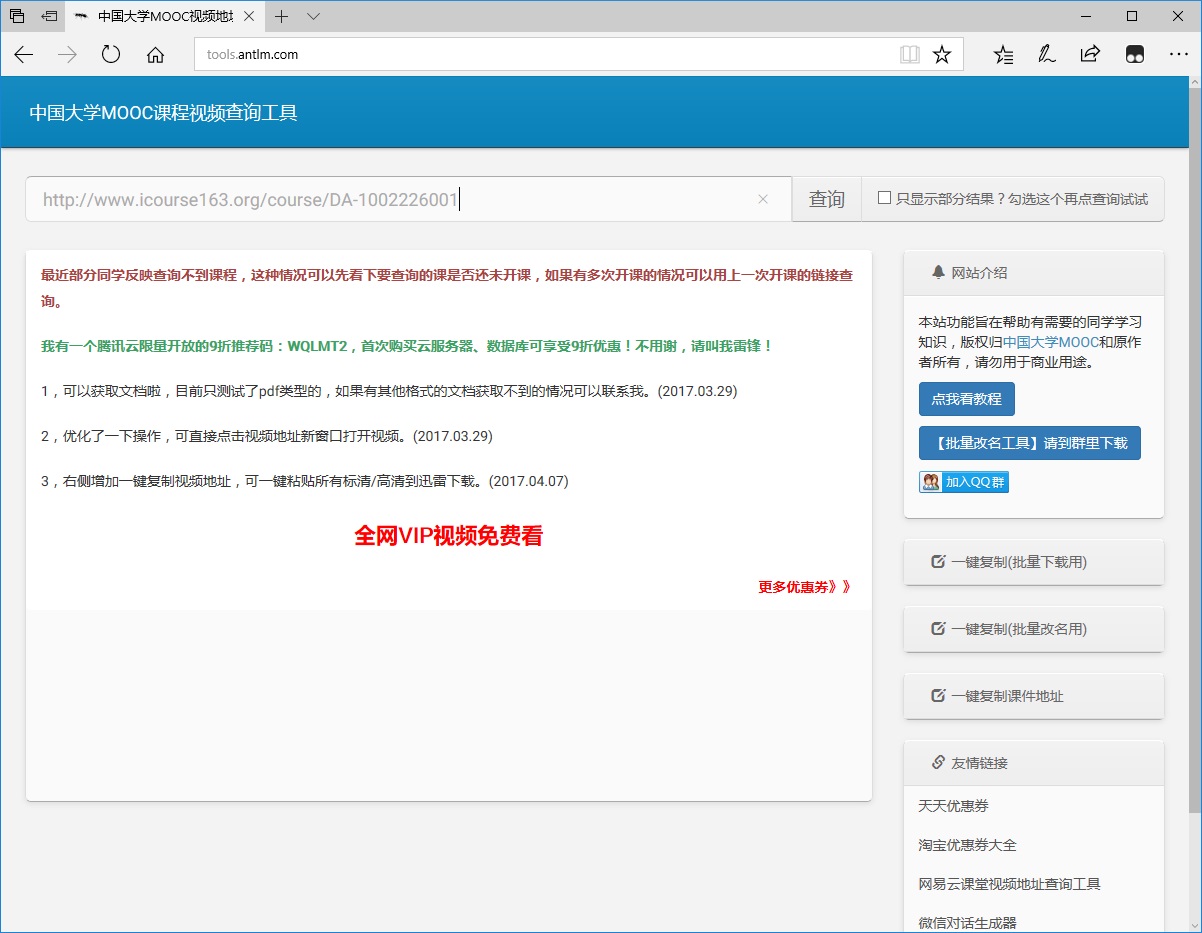 中国大学MOOC视频地
tools.antlm.com
中国大学MOOC课程视频查询工具
http://www.icourse163.org/course/DA-1002226001
查询
只显示部分结果？勾选这个再点查询试试
最近部分同学反映查询不到课程，这种情况可以先看下要查询的课是否还未开课，如果有多次开课的情况可以用上一次开课的链接查
询。
我有一个腾讯云限量开放的9折推荐码：WQLMT2，首次购买云服务器、数据库可享受9折优惠！不用谢，请叫我雷锋！
1，可以获取文档啦，目前只测试了pdf类型的，如果有其他格式的文档获取不到的情况可以联系我。(2017.03.29)
2，优化了一下操作，可直接点击视频地址新窗口打开视频。(2017.03.29)
3，右侧增加一键复制视频地址，可一键粘贴所有标清/高清到迅雷下载。(2017.04.07)
全网VIP视频免费看
更多优惠券》》
网站介绍
本站功能旨在帮助有需要的同学学习
知识，版权归中国大学MOOC和原作
者所有，请勿用于商业用途。
点我看教程
【批量改名工具】请到群里下载
加入QQ群
一键复制(批量下载用)
一键复制(批量改名用)
一键复制课件地址
友情链接
天天优惠券
淘宝优惠券大全
网易云课堂视频地址查询工具
微信对话生成器